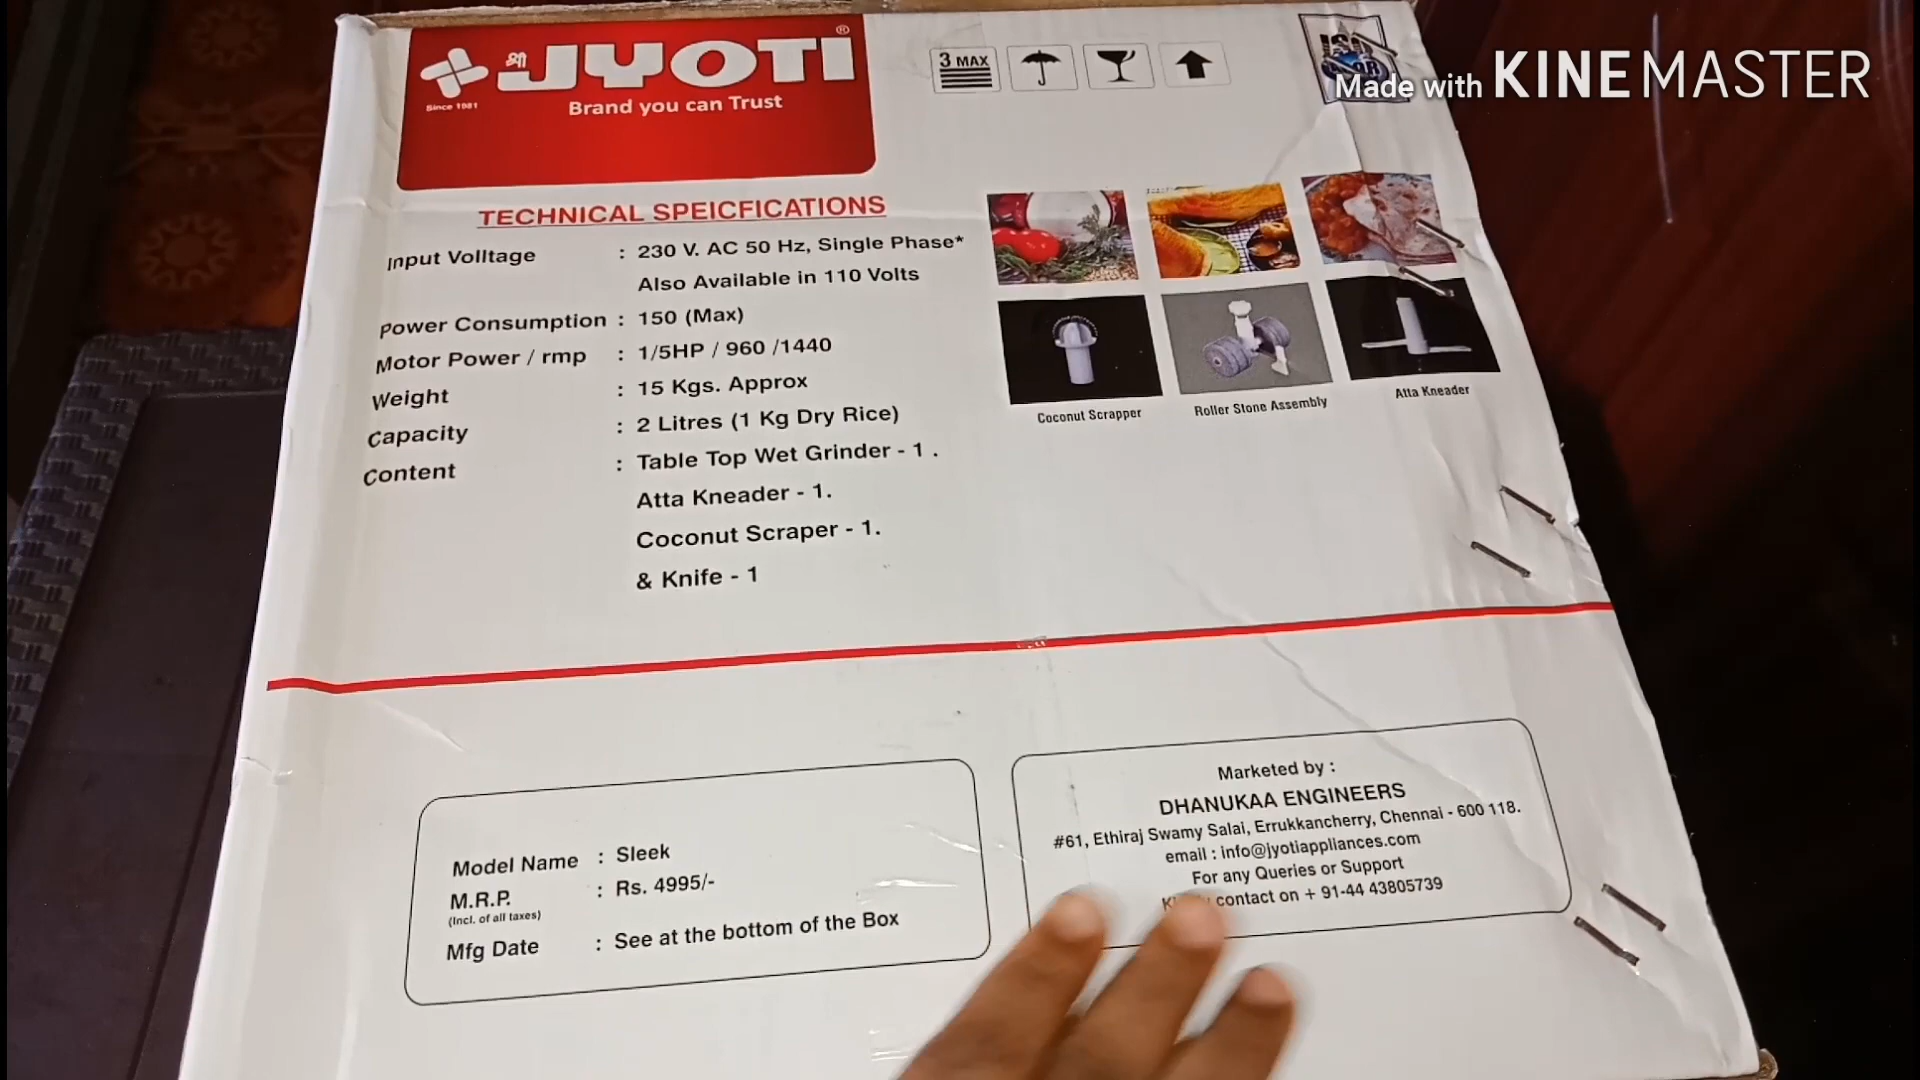 Made with KINEMASTER
श्री JYOTI®
Since 1981
Brand you can Trust
3 MAX
TECHNICAL SPEICFICATIONS
Input Volltage : 230 V. AC 50 Hz, Single Phase*
Also Available in 110 Volts
Power Consumption : 150 (Max)
Motor Power / rmp : 1/5HP / 960 /1440
Weight : 15 Kgs. Approx
Capacity : 2 Litres (1 Kg Dry Rice)
Content : Table Top Wet Grinder - 1 .
Atta Kneader - 1.
Coconut Scraper - 1.
& Knife - 1
Coconut Scrapper
Roller Stone Assembly
Atta Kneader
Model Name : Sleek
M.R.P. : Rs. 4995/-
(Incl. of all taxes)
Mfg Date : See at the bottom of the Box
Marketed by :
DHANUKAA ENGINEERS
#61, Ethiraj Swamy Salai, Errukkancherry, Chennai - 600 118.
email : info@jyotiappliances.com
For any Queries or Support
contact on + 91-44 43805739